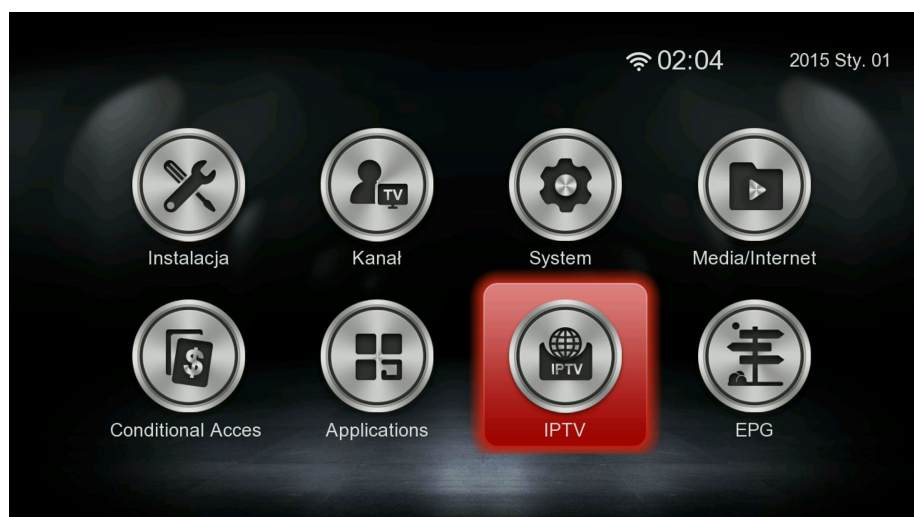 02:04 2015 Sty. 01
TV
Instalacja Kanał System Media/Internet
$ IPTV
Conditional Acces Applications IPTV EPG